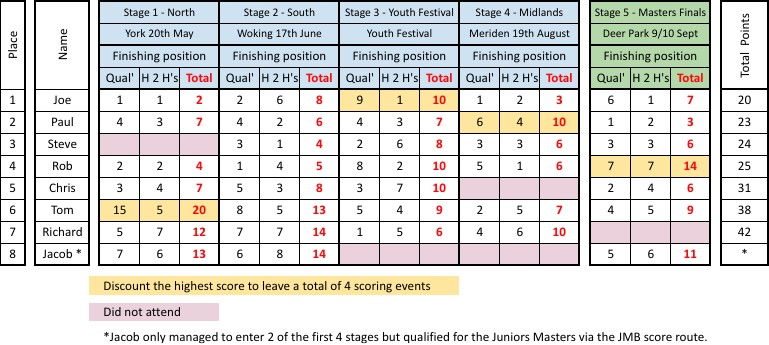 Place Name Stage 1 - North Stage 2 - South Stage 3 - Youth Festival Stage 4 - Midlands Stage 5 - Masters Finals Total Points
York 20th May Woking 17th June Youth Festival Meriden 19th August Deer Park 9/10 Sept
Finishing position Finishing position Finishing position Finishing position Finishing position
Qual' H 2 H's Total Qual' H 2 H's Total Qual' H 2 H's Total Qual' H 2 H's Total Qual' H 2 H's Total
1 Joe 1 1 2 2 6 8 9 1 10 1 2 3 6 1 7 20
2 Paul 4 3 7 4 2 6 4 3 7 6 4 10 1 2 3 23
3 Steve 3 1 4 2 6 8 3 3 6 3 3 6 24
4 Rob 2 2 4 1 4 5 8 2 10 5 1 6 7 7 14 25
5 Chris 3 4 7 5 3 8 3 7 10 2 4 6 31
6 Tom 15 5 20 8 5 13 5 4 9 2 5 7 4 5 9 38
7 Richard 5 7 12 7 7 14 1 5 6 4 6 10 42
8 Jacob * 7 6 13 6 8 14 5 6 11 *
Discount the highest score to leave a total of 4 scoring events
Did not attend
*Jacob only managed to enter 2 of the first 4 stages but qualified for the Juniors Masters via the JMB score route.